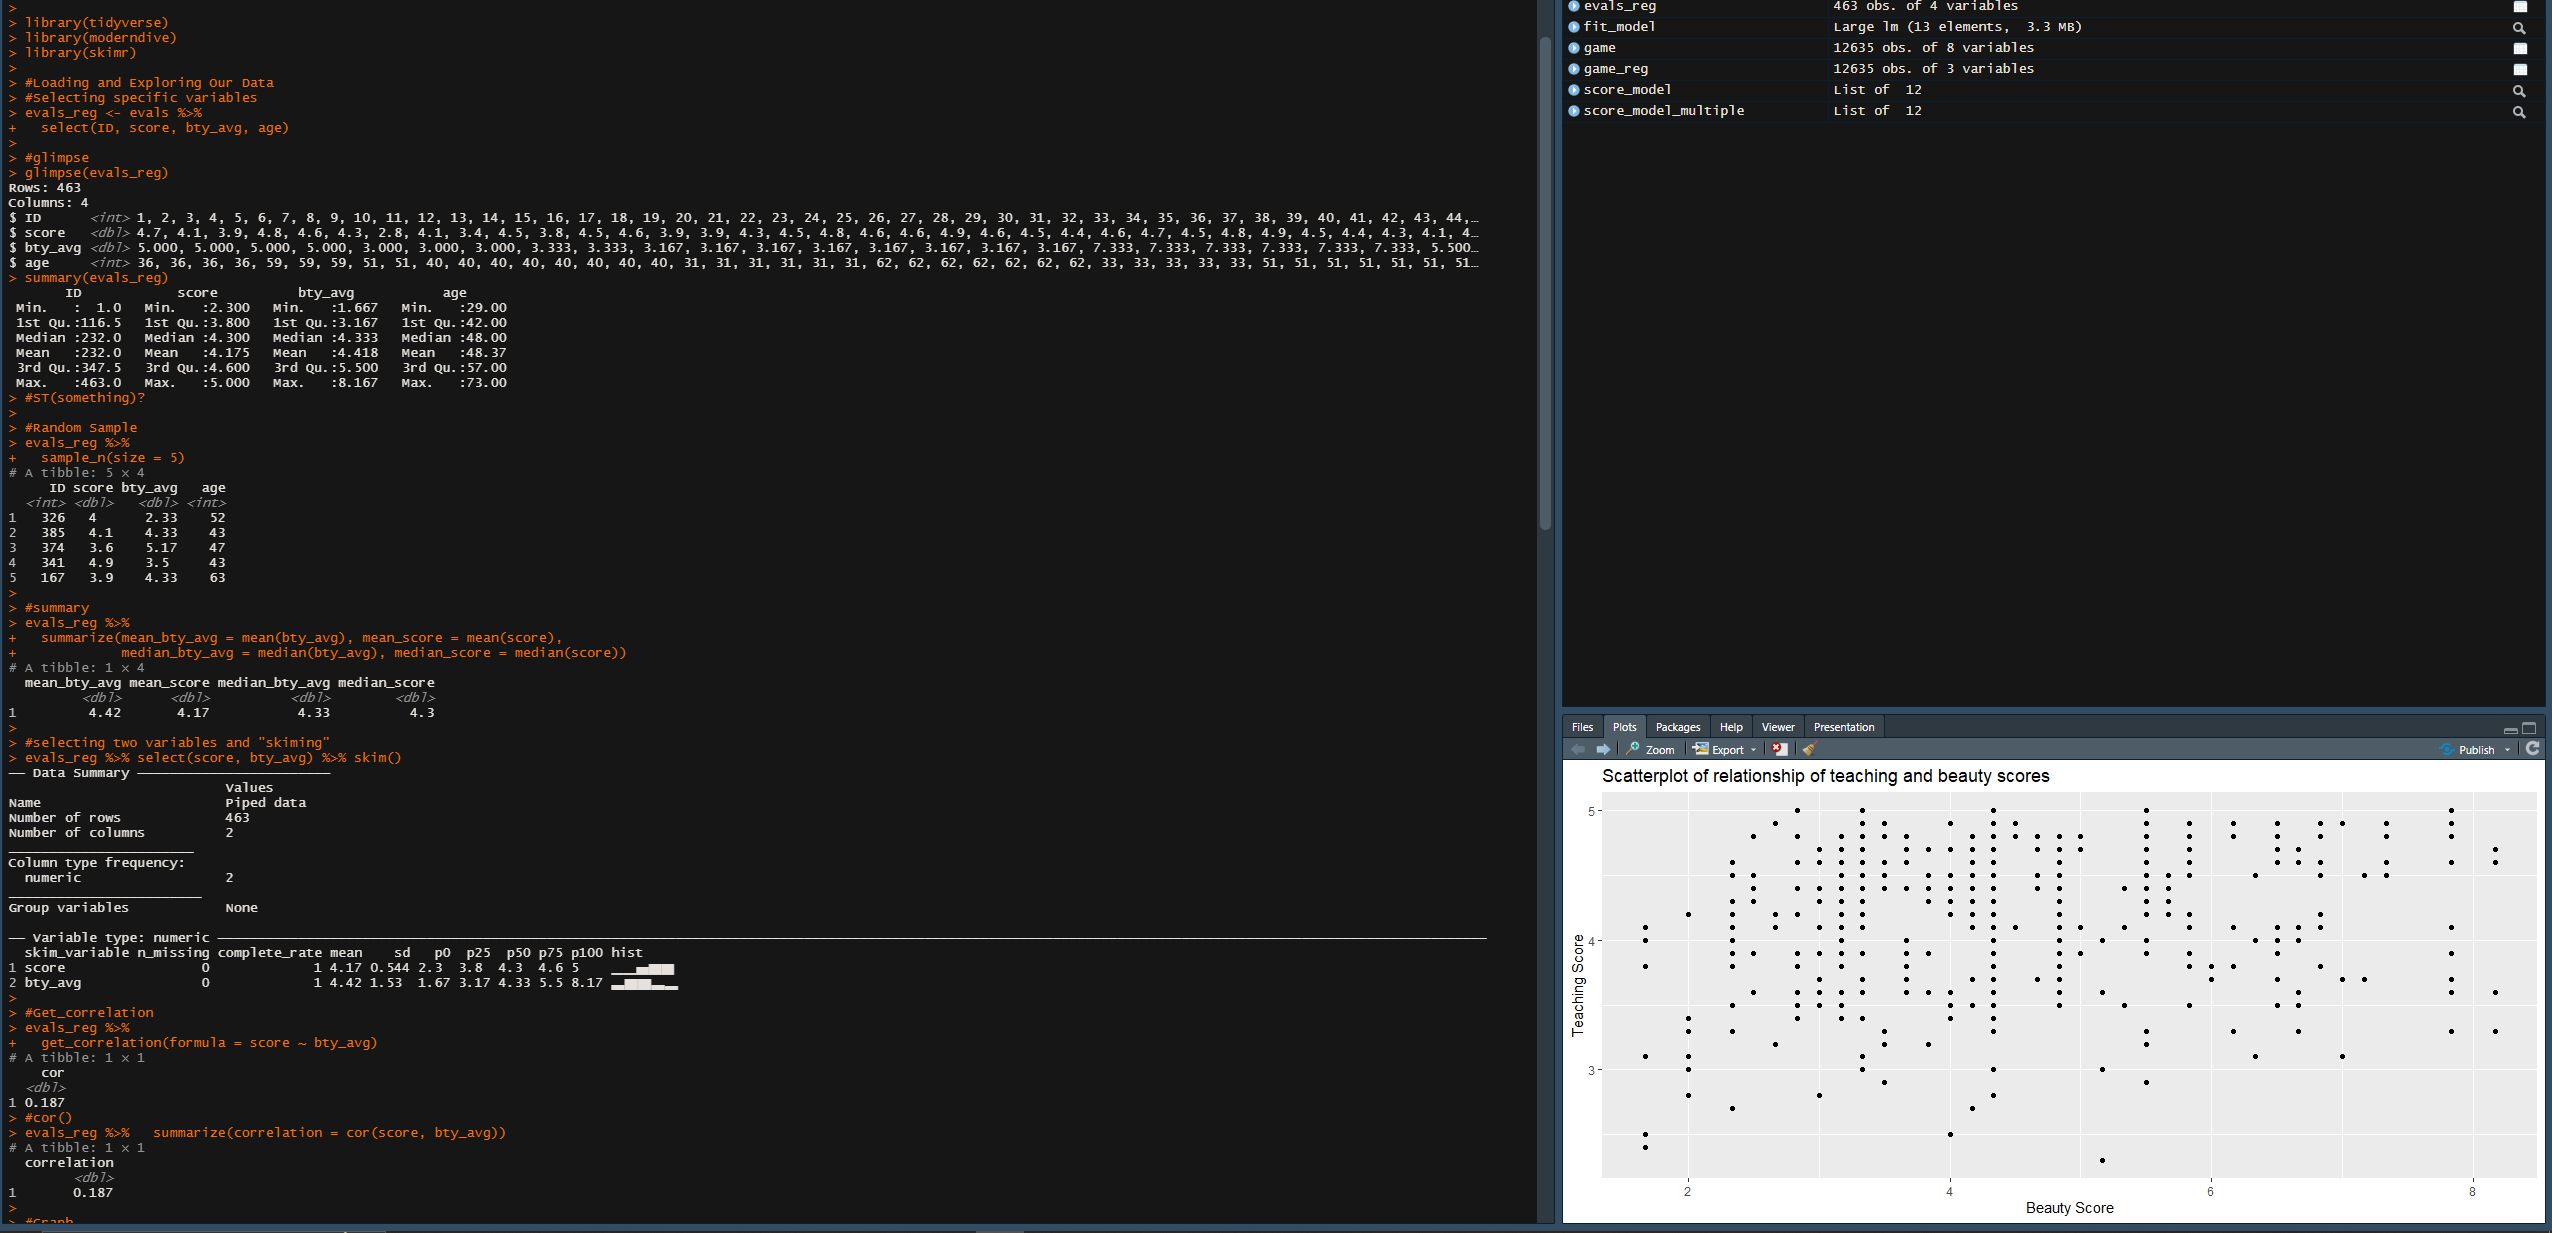 >
> library(tidyverse)
> library(moderndive)
> library(skimr)
>
> #Loading and Exploring Our Data
> #Selecting specific variables
> evals_reg <- evals %>%
+   select(ID, score, bty_avg, age)
>
> #glimpse
> glimpse(evals_reg)
Rows: 463
Columns: 4
$ ID      <int> 1, 2, 3, 4, 5, 6, 7, 8, 9, 10, 11, 12, 13, 14, 15, 16, 17, 18, 19, 20, 21, 22, 23, 24, 25, 26, 27, 28, 29, 30, 31, 32, 33, 34, 35, 36, 37, 38, 39, 40, 41, 42, 43, 44,…
$ score   <dbl> 4.7, 4.1, 3.9, 4.8, 4.6, 4.3, 2.8, 4.1, 3.4, 4.5, 3.8, 4.5, 4.6, 3.9, 3.9, 4.3, 4.5, 4.8, 4.6, 4.6, 4.9, 4.6, 4.5, 4.4, 4.6, 4.7, 4.5, 4.8, 4.9, 4.5, 4.4, 4.3, 4.1, 4…
$ bty_avg <dbl> 5.000, 5.000, 5.000, 5.000, 3.000, 3.000, 3.000, 3.333, 3.333, 3.167, 3.167, 3.167, 3.167, 3.167, 3.167, 3.167, 3.167, 7.333, 7.333, 7.333, 7.333, 7.333, 7.333, 5.500…
$ age     <int> 36, 36, 36, 36, 59, 59, 59, 51, 51, 40, 40, 40, 40, 40, 40, 40, 40, 31, 31, 31, 31, 31, 31, 62, 62, 62, 62, 62, 62, 62, 33, 33, 33, 33, 33, 51, 51, 51, 51, 51, 51, 51…
> summary(evals_reg)
ID score bty_avg age
Min. : 1.0 Min. :2.300 Min. :1.667 Min. :29.00
1st Qu.:116.5 1st Qu.:3.800 1st Qu.:3.167 1st Qu.:42.00
Median :232.0 Median :4.300 Median :4.333 Median :48.00
Mean :232.0 Mean :4.175 Mean :4.418 Mean :48.37
3rd Qu.:347.5 3rd Qu.:4.600 3rd Qu.:5.500 3rd Qu.:57.00
Max. :463.0 Max. :5.000 Max. :8.167 Max. :73.00
> #ST(something)?
>
> #Random Sample
> evals_reg %>%
+   sample_n(size = 5)
# A tibble: 5 × 4
ID score bty_avg age
<int> <dbl> <dbl> <int>
1 326 4 2.33 52
2 385 4.1 4.33 43
3 374 3.6 5.17 47
4 341 4.9 3.5 43
5 167 3.9 4.33 63
>
> #summary
> evals_reg %>%
+   summarize(mean_bty_avg = mean(bty_avg), mean_score = mean(score),
+             median_bty_avg = median(bty_avg), median_score = median(score))
# A tibble: 1 × 4
mean_bty_avg mean_score median_bty_avg median_score
<dbl> <dbl> <dbl> <dbl>
1 4.42 4.17 4.33 4.3
>
> #selecting two variables and "skiming"
> evals_reg %>% select(score, bty_avg) %>% skim()
── Data Summary ────────────────────────
Values
Name Piped data
Number of rows 463
Number of columns 2
_______________________
Column type frequency:
numeric 2
________________________
Group variables None
── Variable type: numeric ──────────
skim_variable n_missing complete_rate mean sd p0 p25 p50 p75 p100 hist
1 score 0 1 4.17 0.544 2.3 3.8 4.3 4.6 5
2 bty_avg 0 1 4.42 1.53 1.67 3.17 4.33 5.5 8.17
>
> #Get_correlation
> evals_reg %>%
+   get_correlation(formula = score ~ bty_avg)
# A tibble: 1 × 1
cor
<dbl>
1 0.187
> #cor()
> evals_reg %>%   summarize(correlation = cor(score, bty_avg))
# A tibble: 1 × 1
correlation
<dbl>
1 0.187
>
> #Graph
evals_reg 463 obs. of 4 variables
fit_model Large lm (13 elements, 3.3 MB)
game 12635 obs. of 8 variables
game_reg 12635 obs. of 3 variables
score_model List of 12
score_model_multiple List of 12
Files Plots Packages Help Viewer Presentation
Zoom Export Publish
Scatterplot of relationship of teaching and beauty scores
Teaching Score
5
4
3
2 4 6 8
Beauty Score